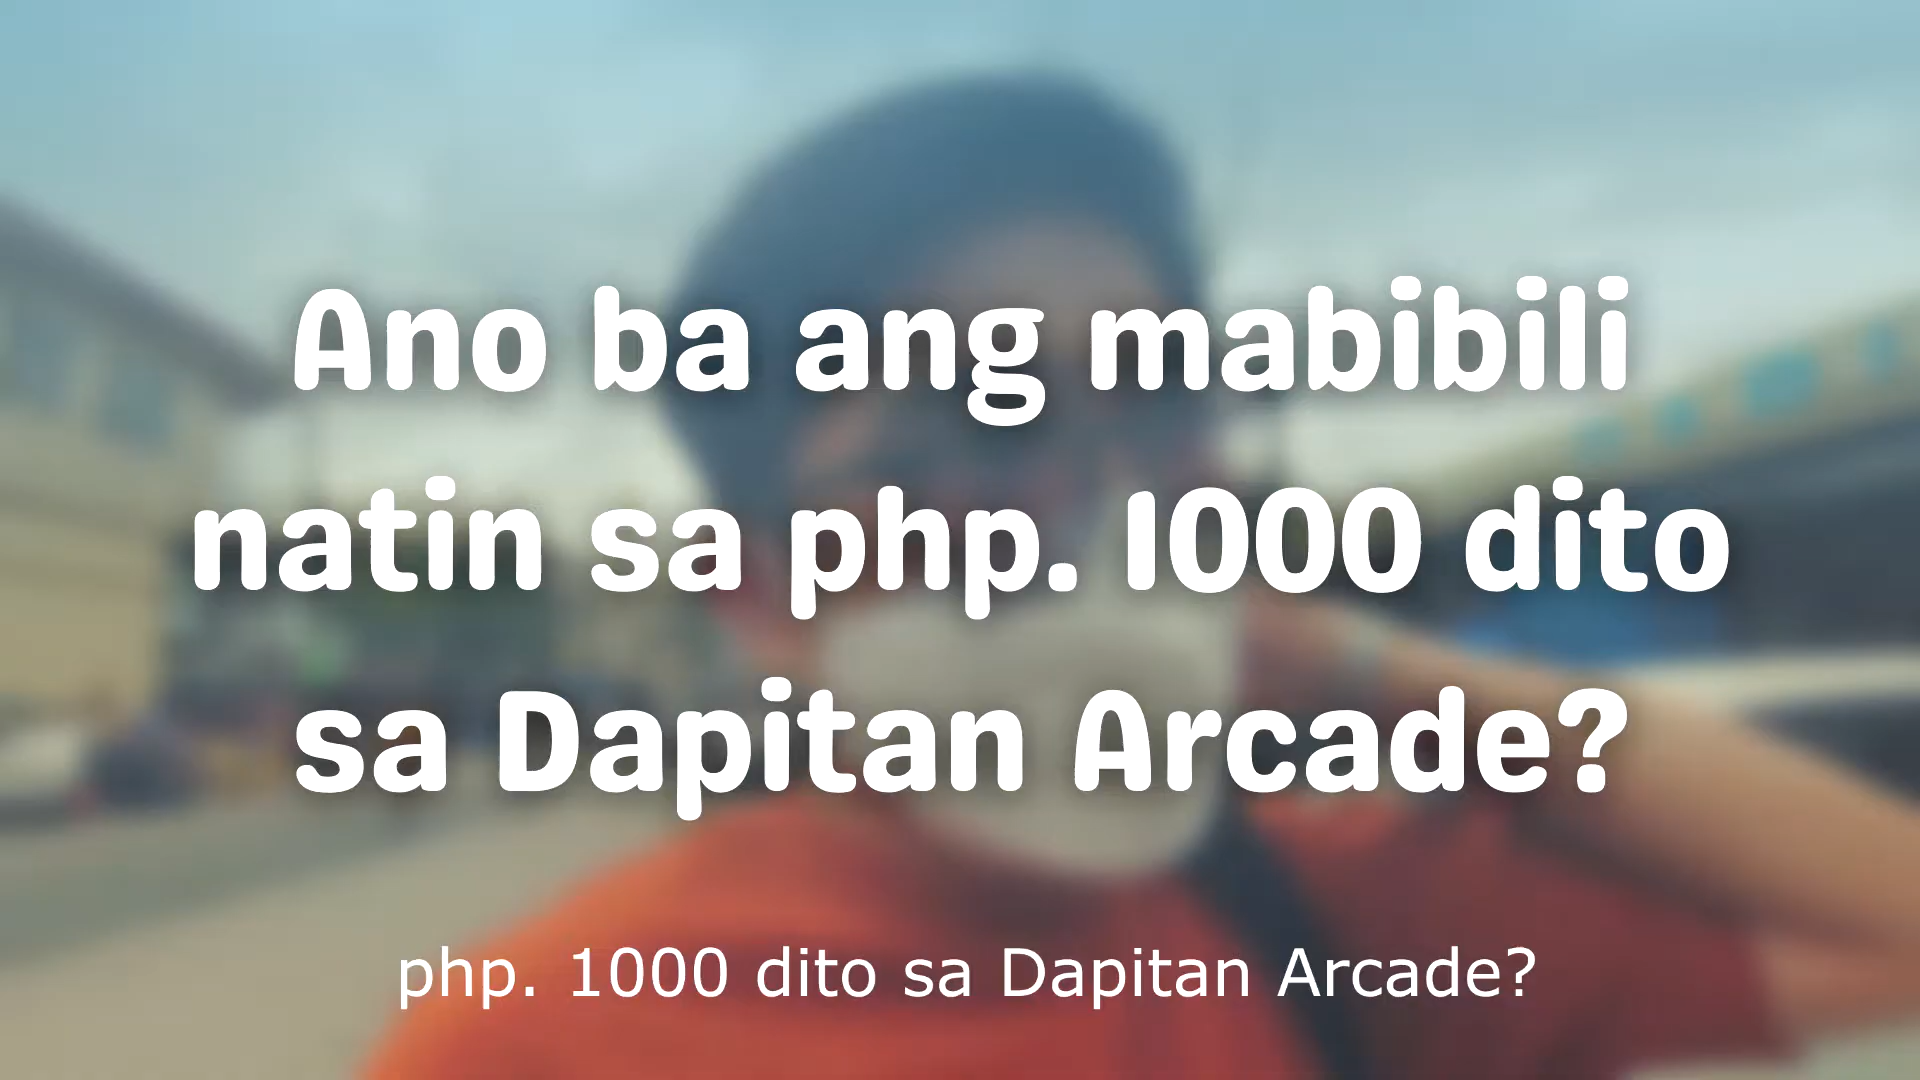 Ano ba ang mabibili
natin sa php. 1000 dito
sa Dapitan Arcade?
php. 1000 dito sa Dapitan Arcade?